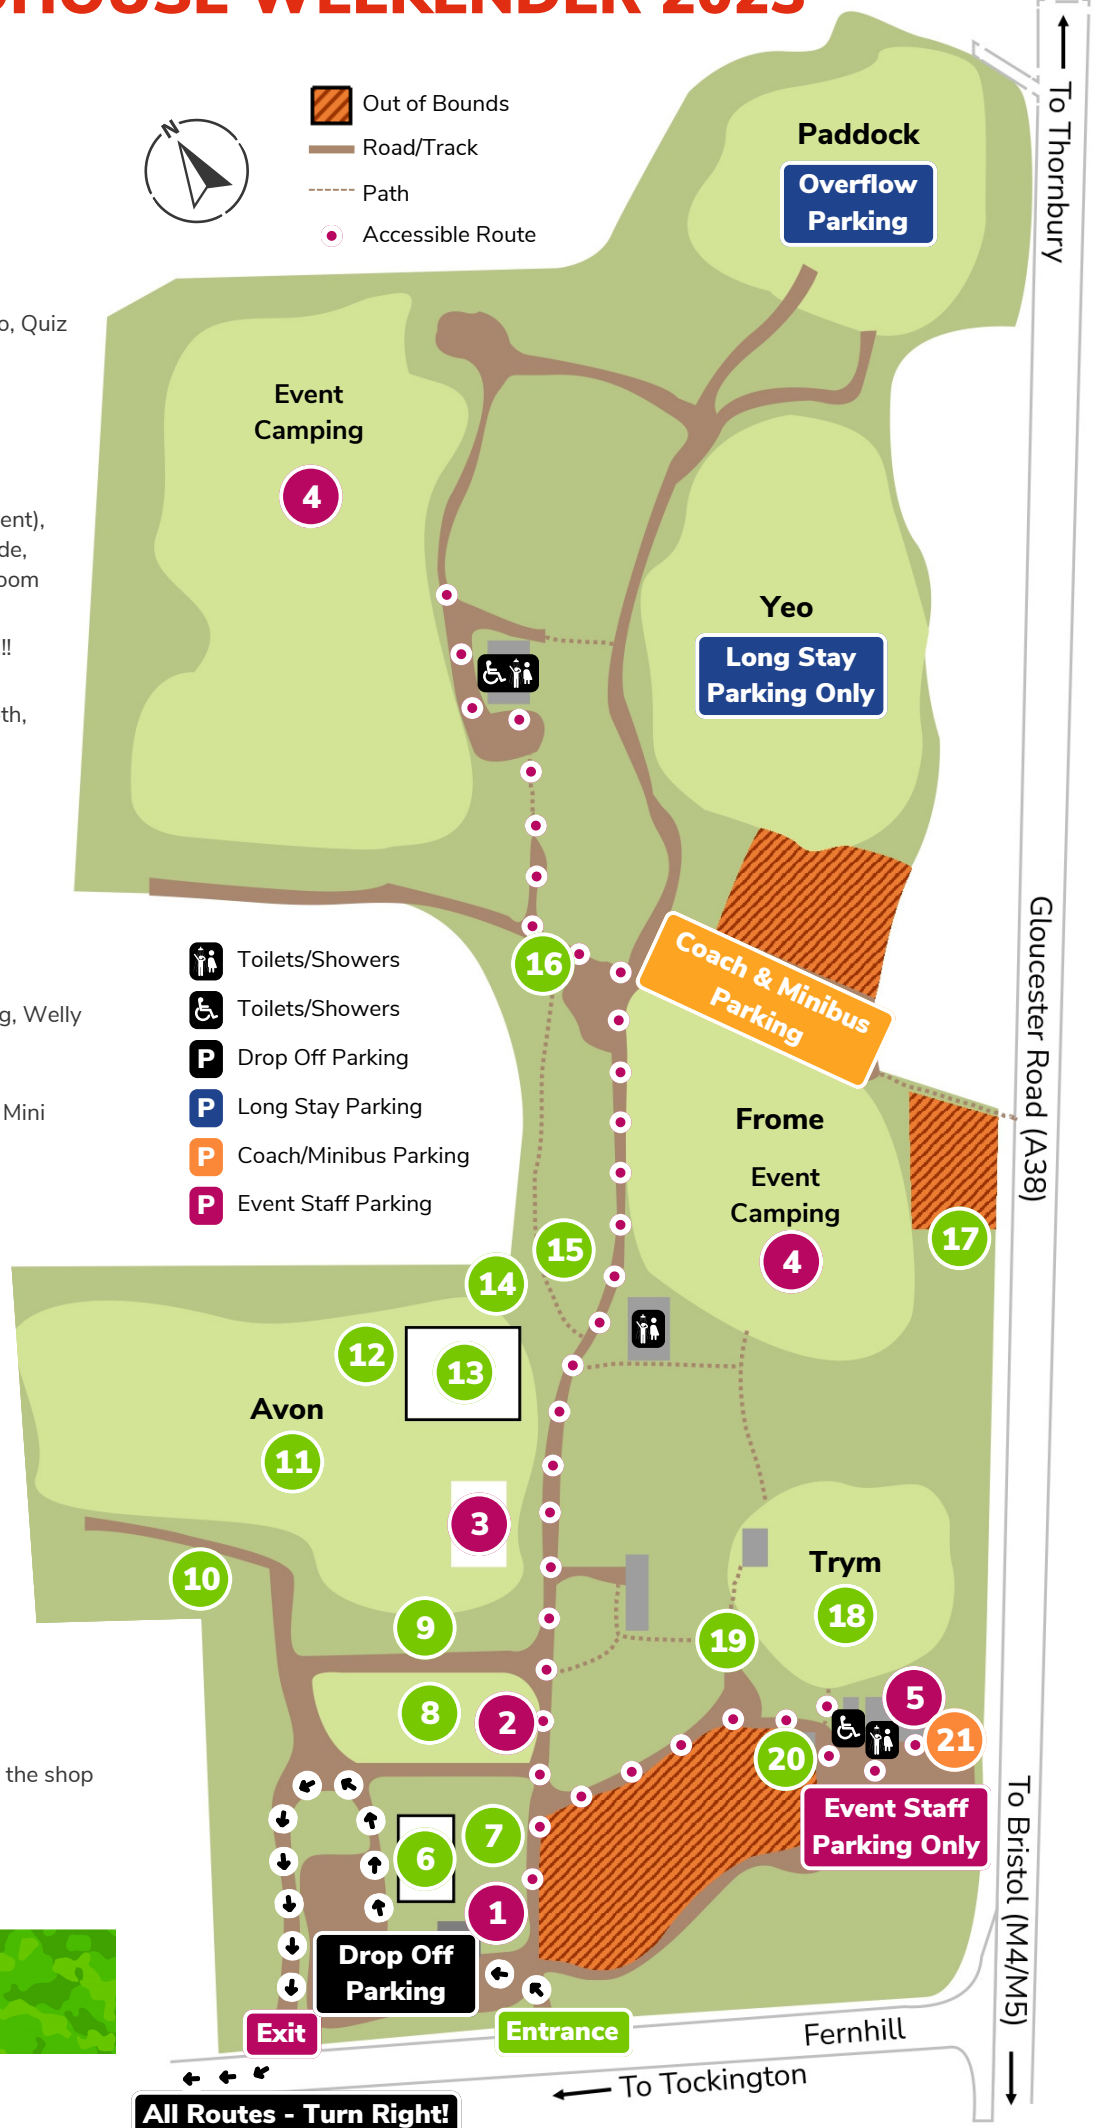 HOUSE WEEKENDER 2023
N
Out of Bounds
Road/Track
Path
Accessible Route
To Thornbury
Paddock
Overflow
Parking
o, Quiz
Event
Camping
4
ent),
de,
oom
!!
th,
Yeo
Long Stay
Parking Only
Coach & Minibus
Parking
Gloucester Road (A38)
16
Toilets/Showers
Toilets/Showers
P Drop Off Parking
P Long Stay Parking
P Coach/Minibus Parking
P Event Staff Parking
g, Welly
Mini
Frome
Event
Camping
4
17
15
14
12
13
Avon
11
3
10
9
8
2
Trym
18
19
5
21
20
Event Staff
Parking Only
the shop
7
6
1
Drop Off
Parking
Exit
Entrance
To Bristol (M4/M5)
Fernhill
To Tockington
All Routes - Turn Right!